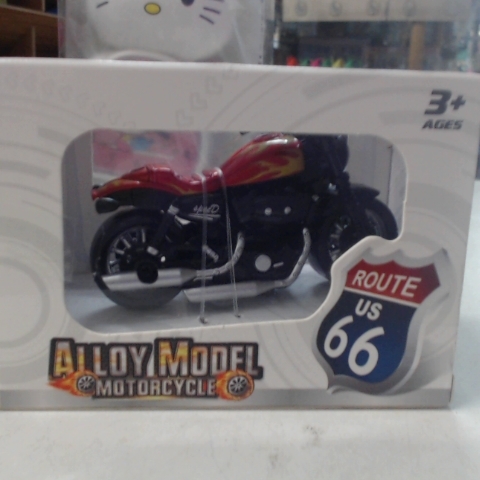 3+
AGES
ROUTE
US
66
ALLOY MODEL
MOTORCYCLE